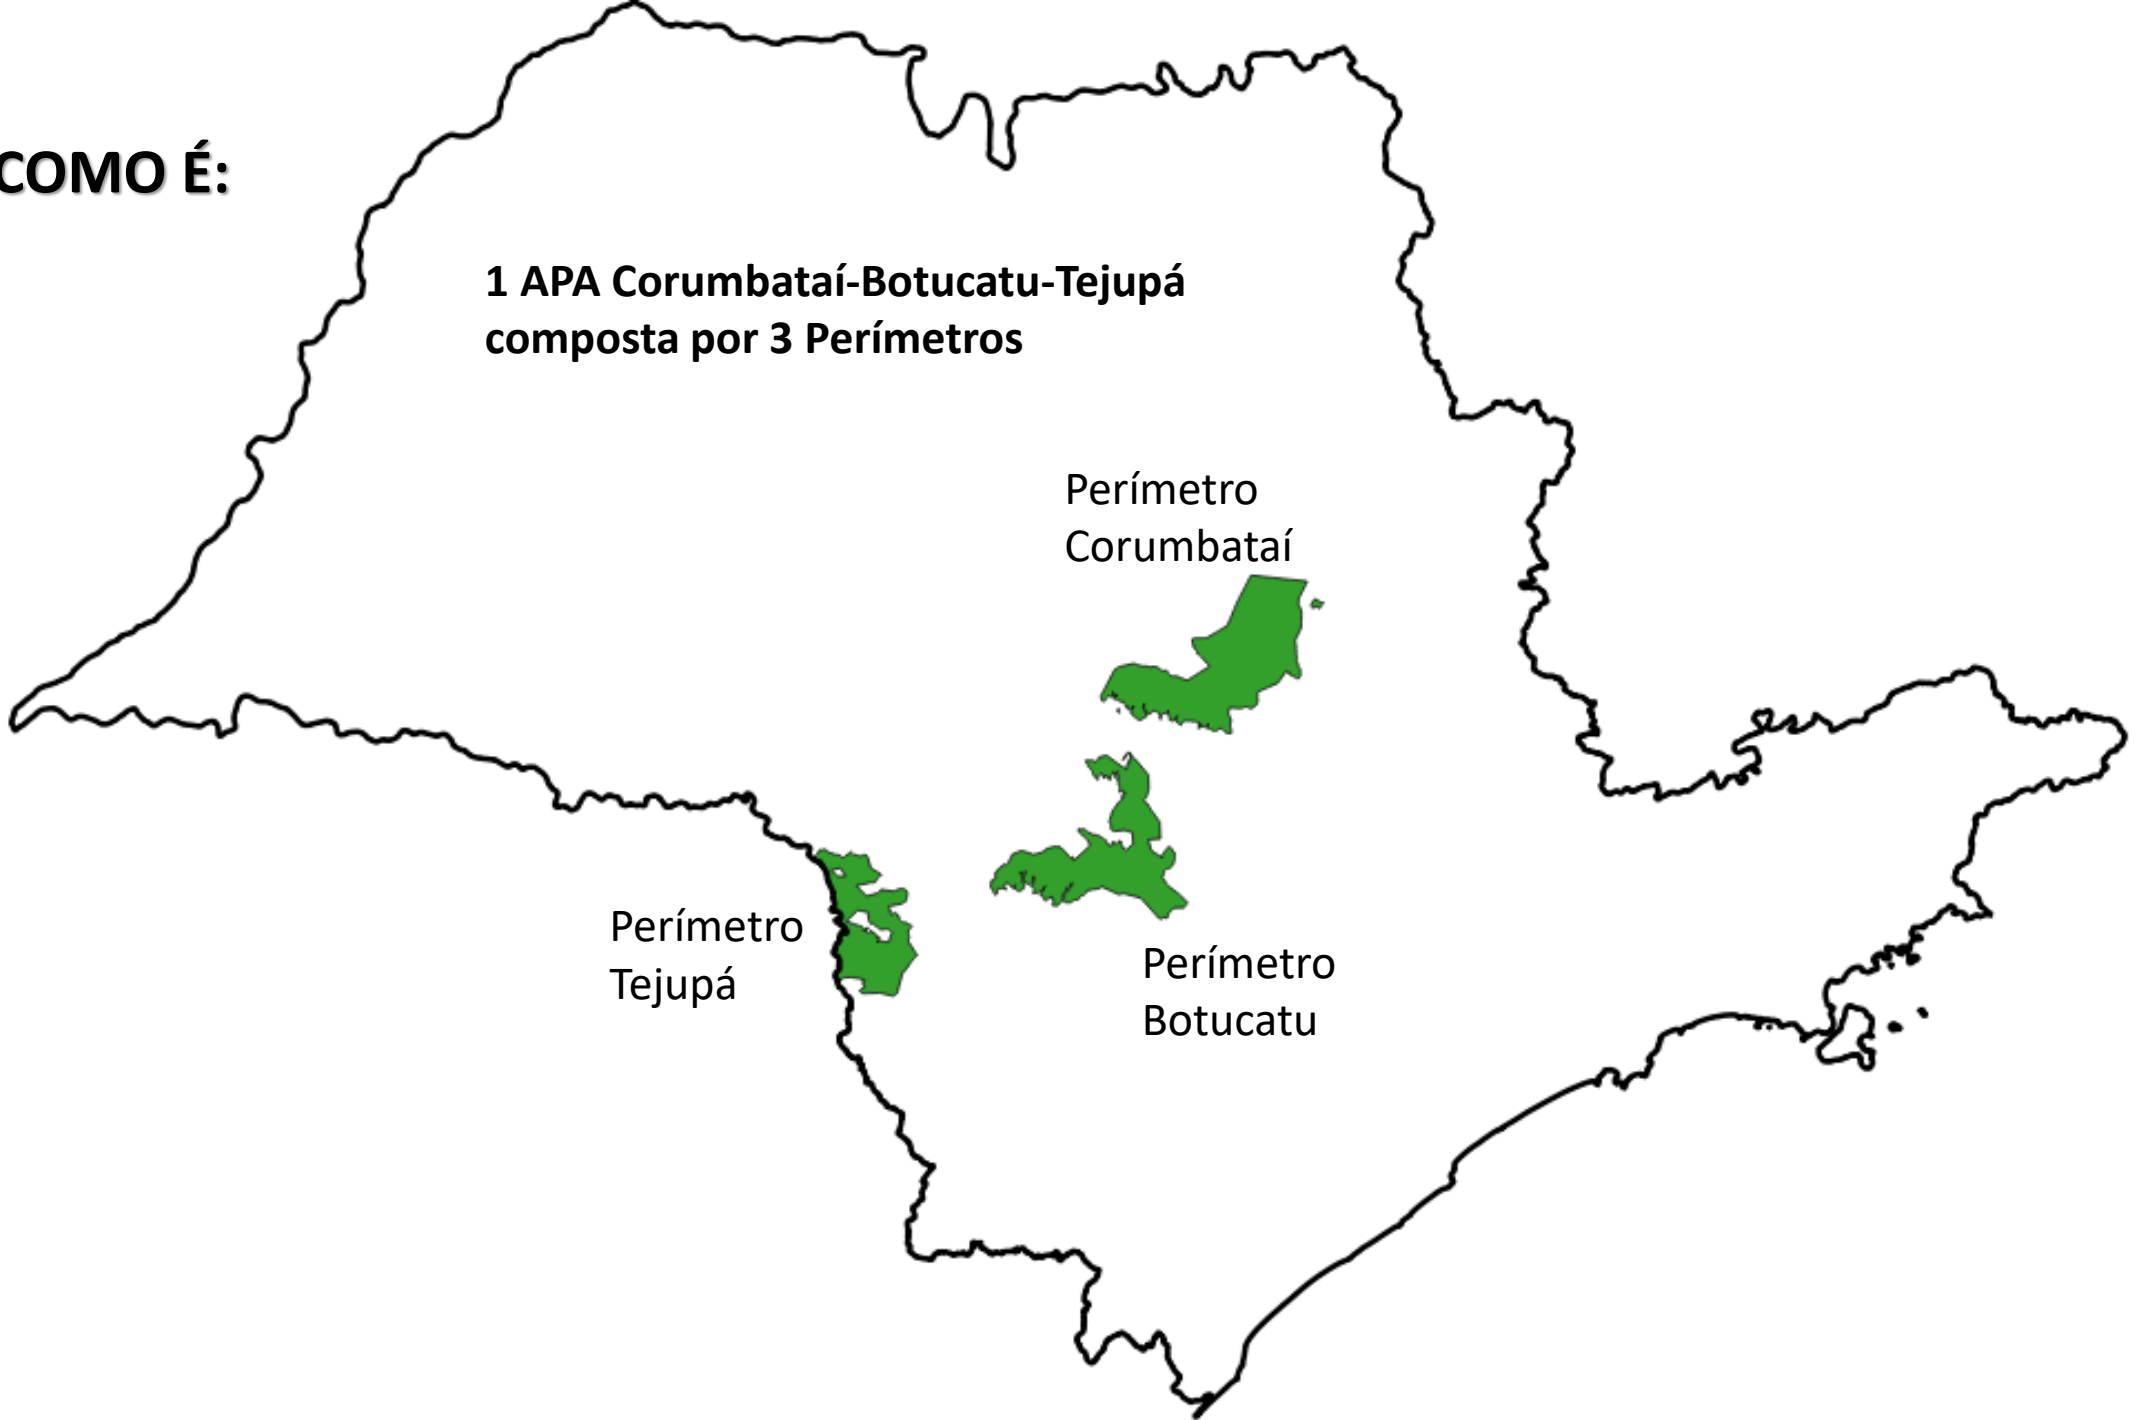 COMO É:
1 APA Corumbataí-Botucatu-Tejupá
composta por 3 Perímetros
Perímetro
Corumbataí
Perímetro
Tejupá
Perímetro
Botucatu